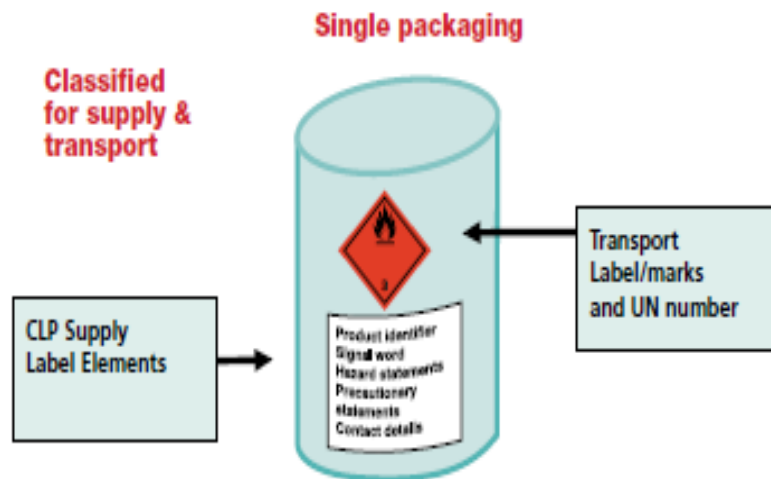 Single packaging
Classified
for supply &
transport
3
Transport
Label/marks
and UN number
CLP Supply
Label Elements
Product identifier
Signal word
Hazard statements
Precautionary
statements
Contact details